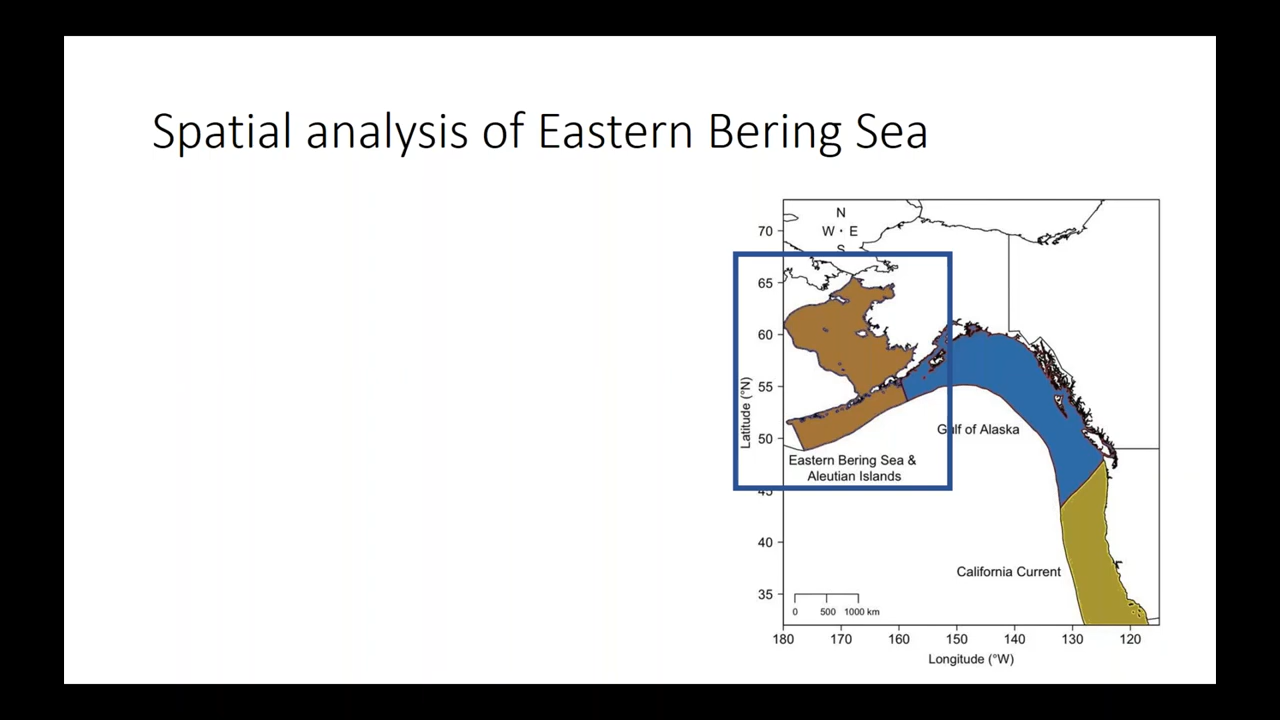 Spatial analysis of Eastern Bering Sea
N
W · E
S
70
65
60
55
50
45
40
35
Latitude (°N)
Gulf of Alaska
Eastern Bering Sea &
Aleutian Islands
California Current
0 500 1000 km
180 170 160 150 140 130 120
Longitude (°W)